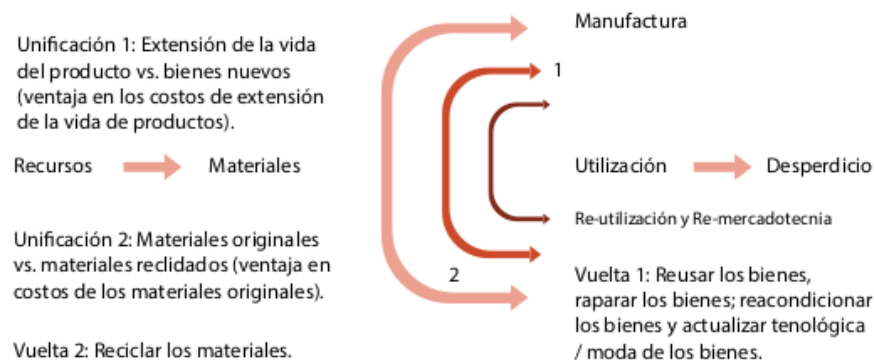 Unificación 1: Extensión de la vida
del producto vs. bienes nuevos
(ventaja en los costos de extensión
de la vida de productos).
Recursos
Materiales
Unificación 2: Materiales originales
vs. materiales reclidados (ventaja en
costos de los materiales originales).
Vuelta 2: Reciclar los materiales.
1
2
Manufactura
Utilización
Desperdicio
Re-utilización y Re-mercadotecnia
Vuelta 1: Reusar los bienes,
raparar los bienes; reacondicionar
los bienes y actualizar tenológica
/ moda de los bienes.